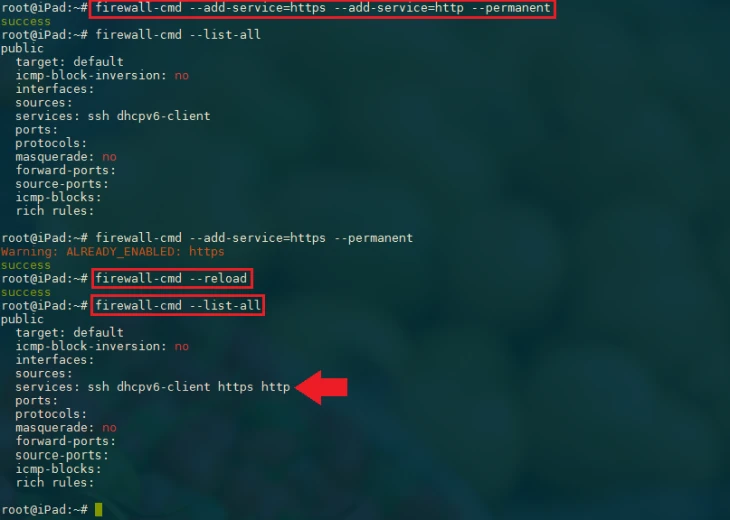 root@iPad:~# firewall-cmd --add-service=https --add-service=http --permanent
success
root@iPad:~# firewall-cmd --list-all
public
  target: default
  icmp-block-inversion: no
  interfaces:
  sources:
  services: ssh dhcpv6-client
  ports:
  protocols:
  masquerade: no
  forward-ports:
  source-ports:
  icmp-blocks:
  rich rules:

root@iPad:~# firewall-cmd --add-service=https --permanent
Warning: ALREADY_ENABLED: https
success
root@iPad:~# firewall-cmd --reload
success
root@iPad:~# firewall-cmd --list-all
public
  target: default
  icmp-block-inversion: no
  interfaces:
  sources:
  services: ssh dhcpv6-client https http
  ports:
  protocols:
  masquerade: no
  forward-ports:
  source-ports:
  icmp-blocks:
  rich rules:

root@iPad:~#